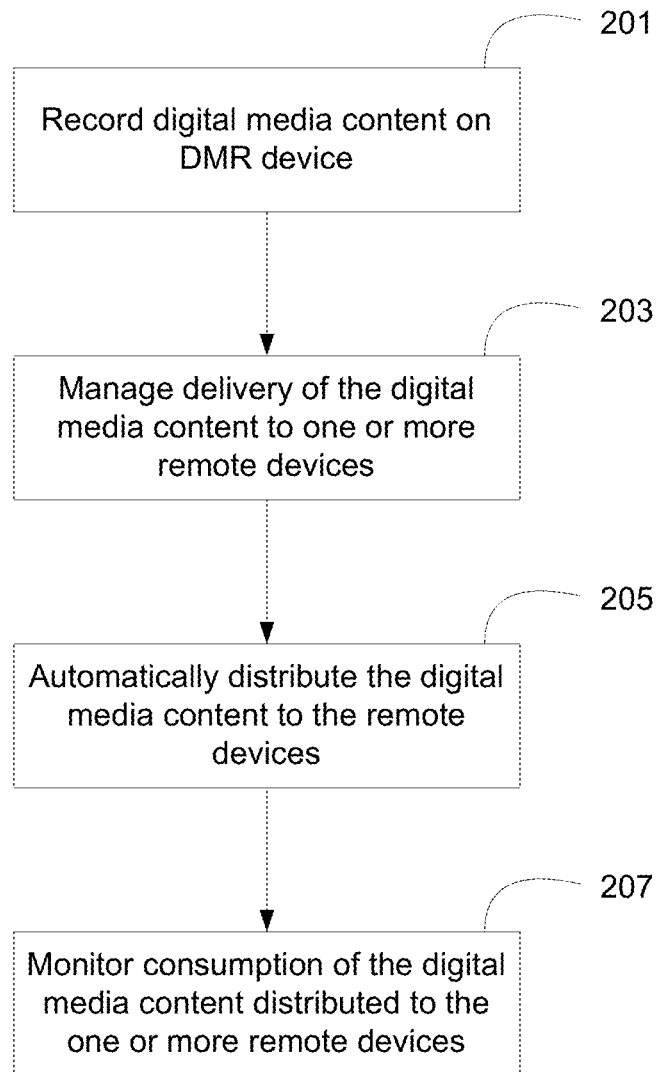 201
Record digital media content on
DMR device
203
Manage delivery of the digital
media content to one or more
remote devices
205
Automatically distribute the digital
media content to the remote
devices
207
Monitor consumption of the digital
media content distributed to the
one or more remote devices